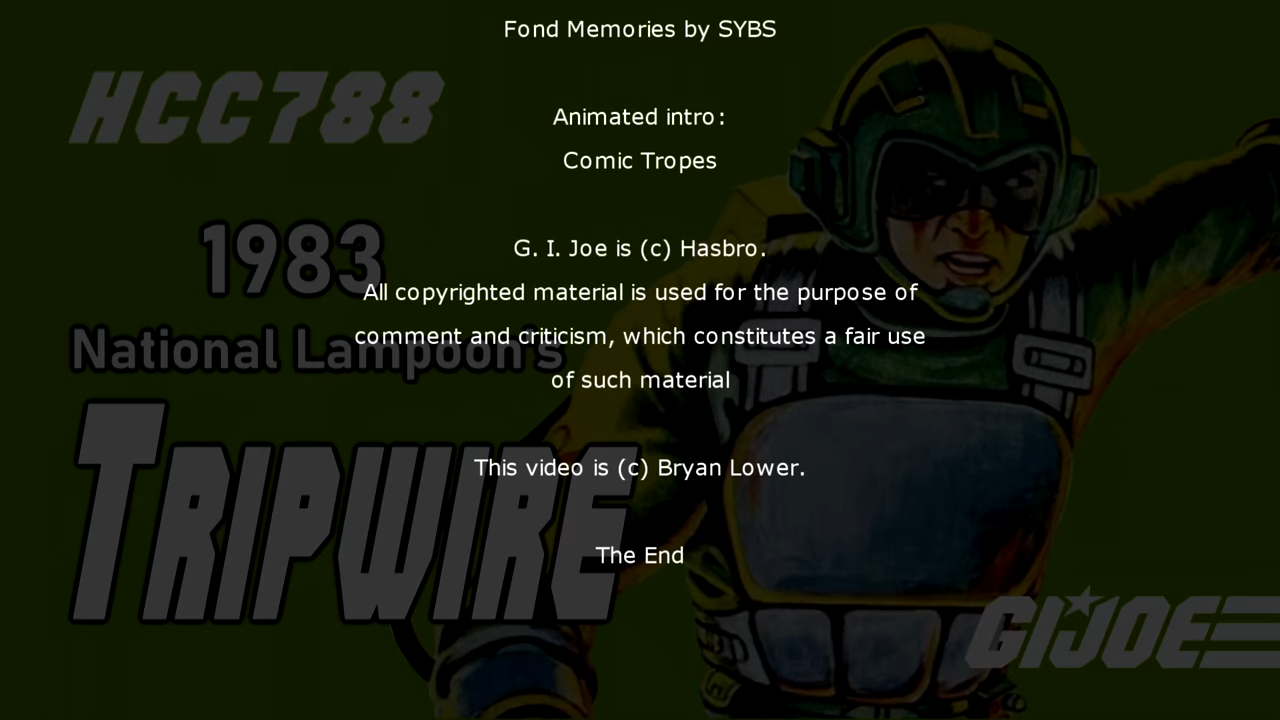 Fond Memories by SYBS
HCC788
Animated intro:
Comic Tropes
1983
G. I. Joe is (c) Hasbro.
All copyrighted material is used for the purpose of
comment and criticism, which constitutes a fair use
of such material
National Lampoon's
TRIPWIRE
This video is (c) Bryan Lower.
The End
GIJOE